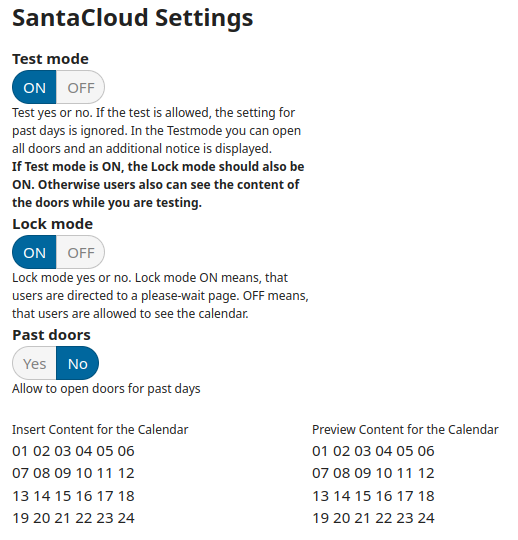 SantaCloud Settings
Test mode
ON OFF
Test yes or no. If the test is allowed, the setting for
past days is ignored. In the Testmode you can open
all doors and an additional notice is displayed.
If Test mode is ON, the Lock mode should also be
ON. Otherwise users also can see the content of
the doors while you are testing.
Lock mode
ON OFF
Lock mode yes or no. Lock mode ON means, that
users are directed to a please-wait page. OFF means,
that users are allowed to see the calendar.
Past doors
Yes No
Allow to open doors for past days
Insert Content for the Calendar
01 02 03 04 05 06
07 08 09 10 11 12
13 14 15 16 17 18
19 20 21 22 23 24
Preview Content for the Calendar
01 02 03 04 05 06
07 08 09 10 11 12
13 14 15 16 17 18
19 20 21 22 23 24